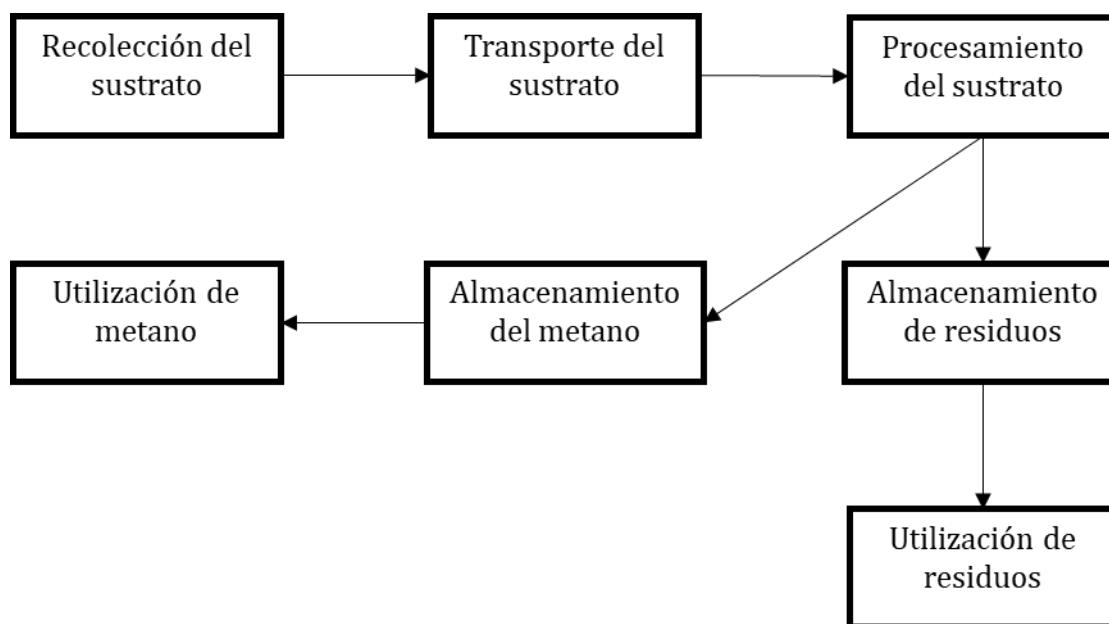 Recolección del
sustrato
Transporte del
sustrato
Procesamiento
del sustrato
Utilización de
metano
Almacenamiento
del metano
Almacenamiento
de residuos
Utilización de
residuos